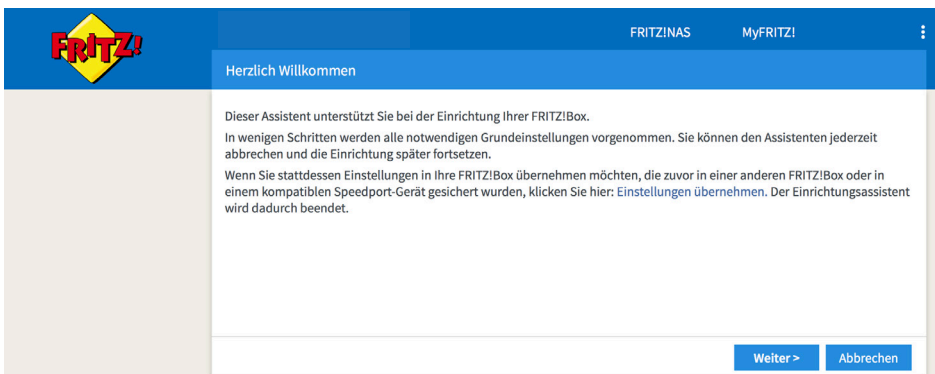 FRITZ!
FRITZ!NAS MyFRITZ!
Herzlich Willkommen
Dieser Assistent unterstützt Sie bei der Einrichtung Ihrer FRITZ!Box.
In wenigen Schritten werden alle notwendigen Grundeinstellungen vorgenommen. Sie können den Assistenten jederzeit
abbrechen und die Einrichtung später fortsetzen.
Wenn Sie stattdessen Einstellungen in Ihre FRITZ!Box übernehmen möchten, die zuvor in einer anderen FRITZ!Box oder in
einem kompatiblen Speedport-Gerät gesichert wurden, klicken Sie hier: Einstellungen übernehmen. Der Einrichtungsassistent
wird dadurch beendet.
Weiter > Abbrechen